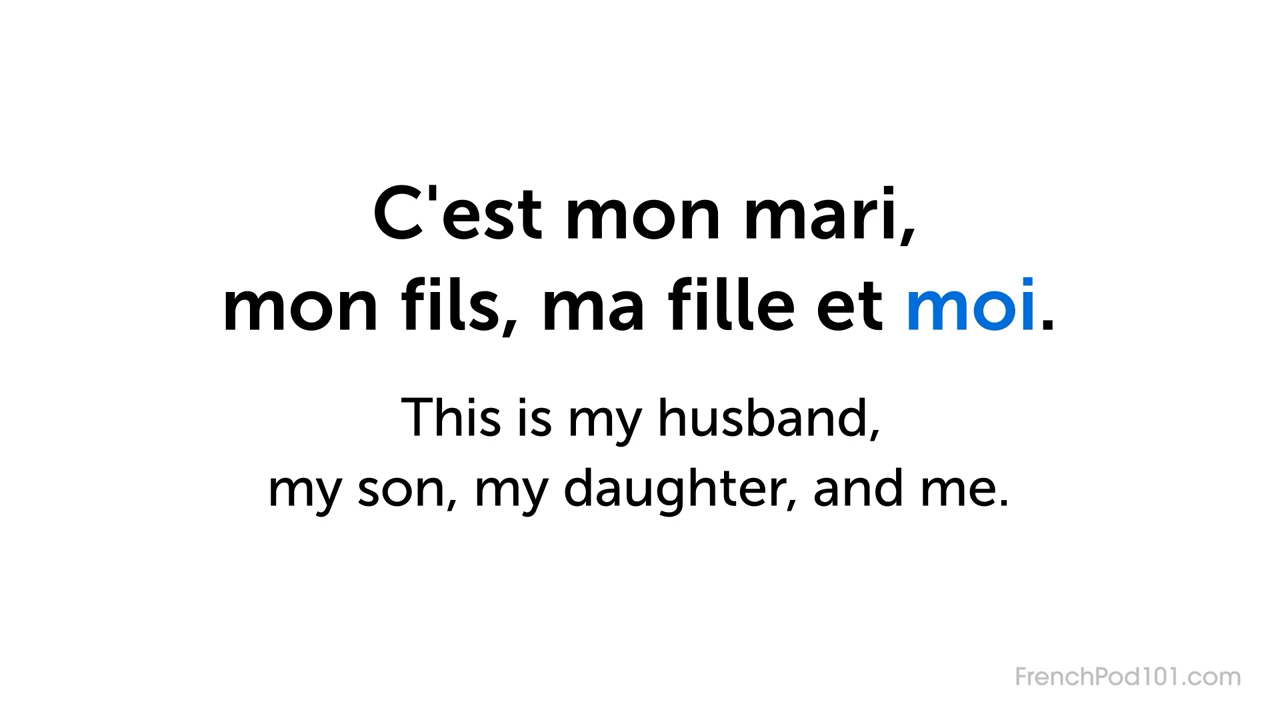 C'est mon mari,
mon fils, ma fille et moi.
This is my husband,
my son, my daughter, and me.
FrenchPod101.com